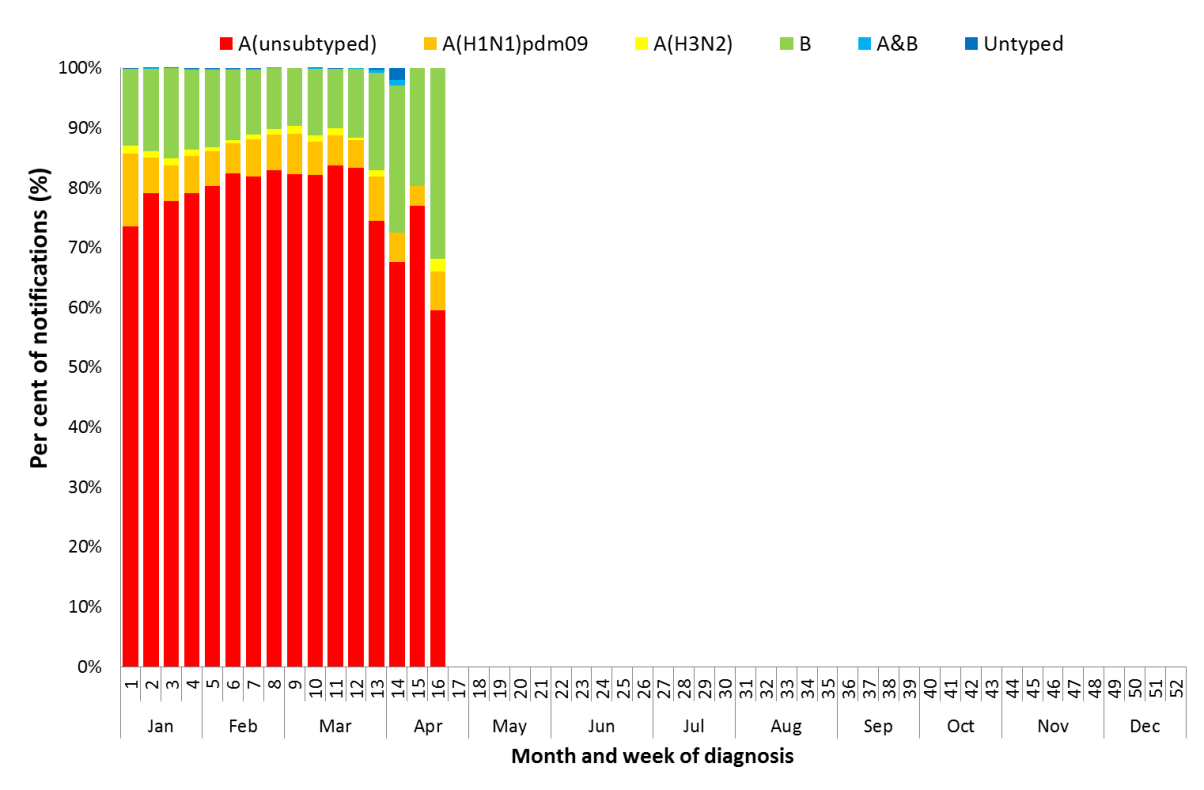 A(unsubtyped) A(H1N1)pdm09 A(H3N2) B A&B Untyped
Per cent of notifications (%)
100%
90%
80%
70%
60%
50%
40%
30%
20%
10%
0%
1 2 3 4 5 6 7 8 9 10 11 12 13 14 15 16 17 18 19 20 21 22 23 24 25 26 27 28 29 30 31 32 33 34 35 36 37 38 39 40 41 42 43 44 45 46 47 48 49 50 51 52
Jan Feb Mar Apr May Jun Jul Aug Sep Oct Nov Dec
Month and week of diagnosis